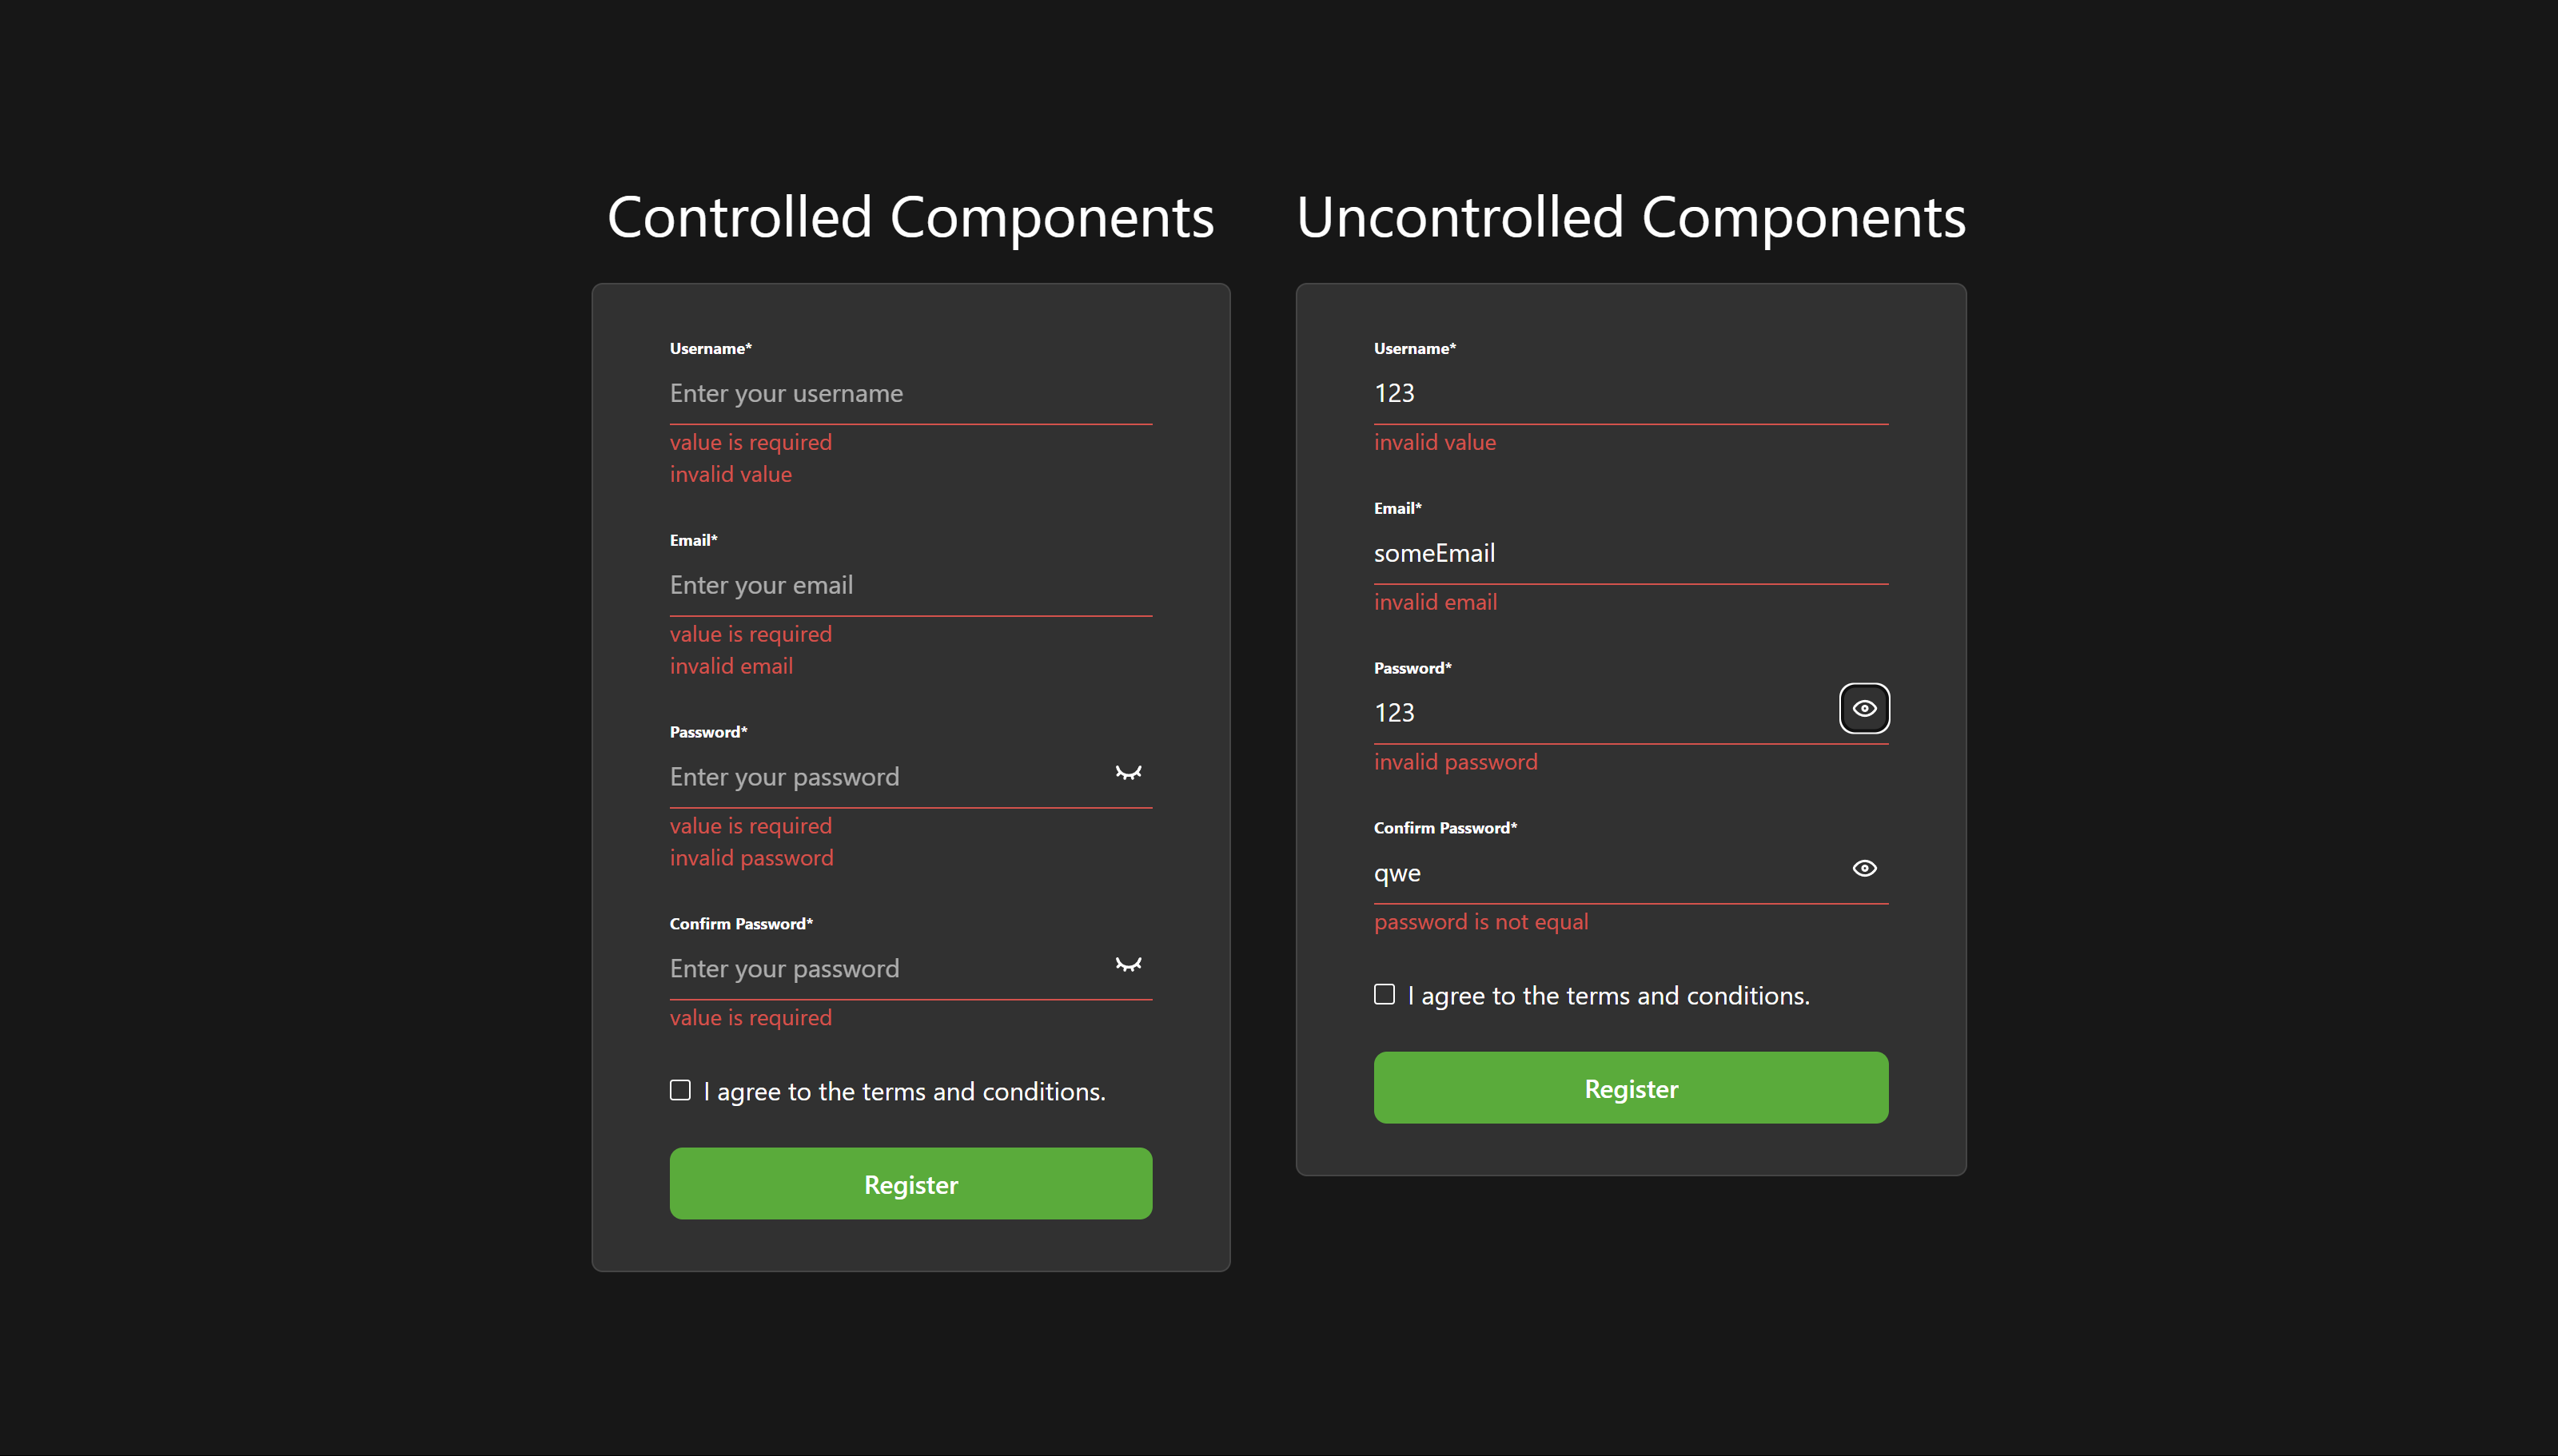 Controlled Components
Username*
Enter your username
value is required
invalid value
Email*
Enter your email
value is required
invalid email
Password*
Enter your password
value is required
invalid password
Confirm Password*
Enter your password
value is required
I agree to the terms and conditions.
Register
Uncontrolled Components
Username*
123
invalid value
Email*
someEmail
invalid email
Password*
123
invalid password
Confirm Password*
qwe
password is not equal
I agree to the terms and conditions.
Register